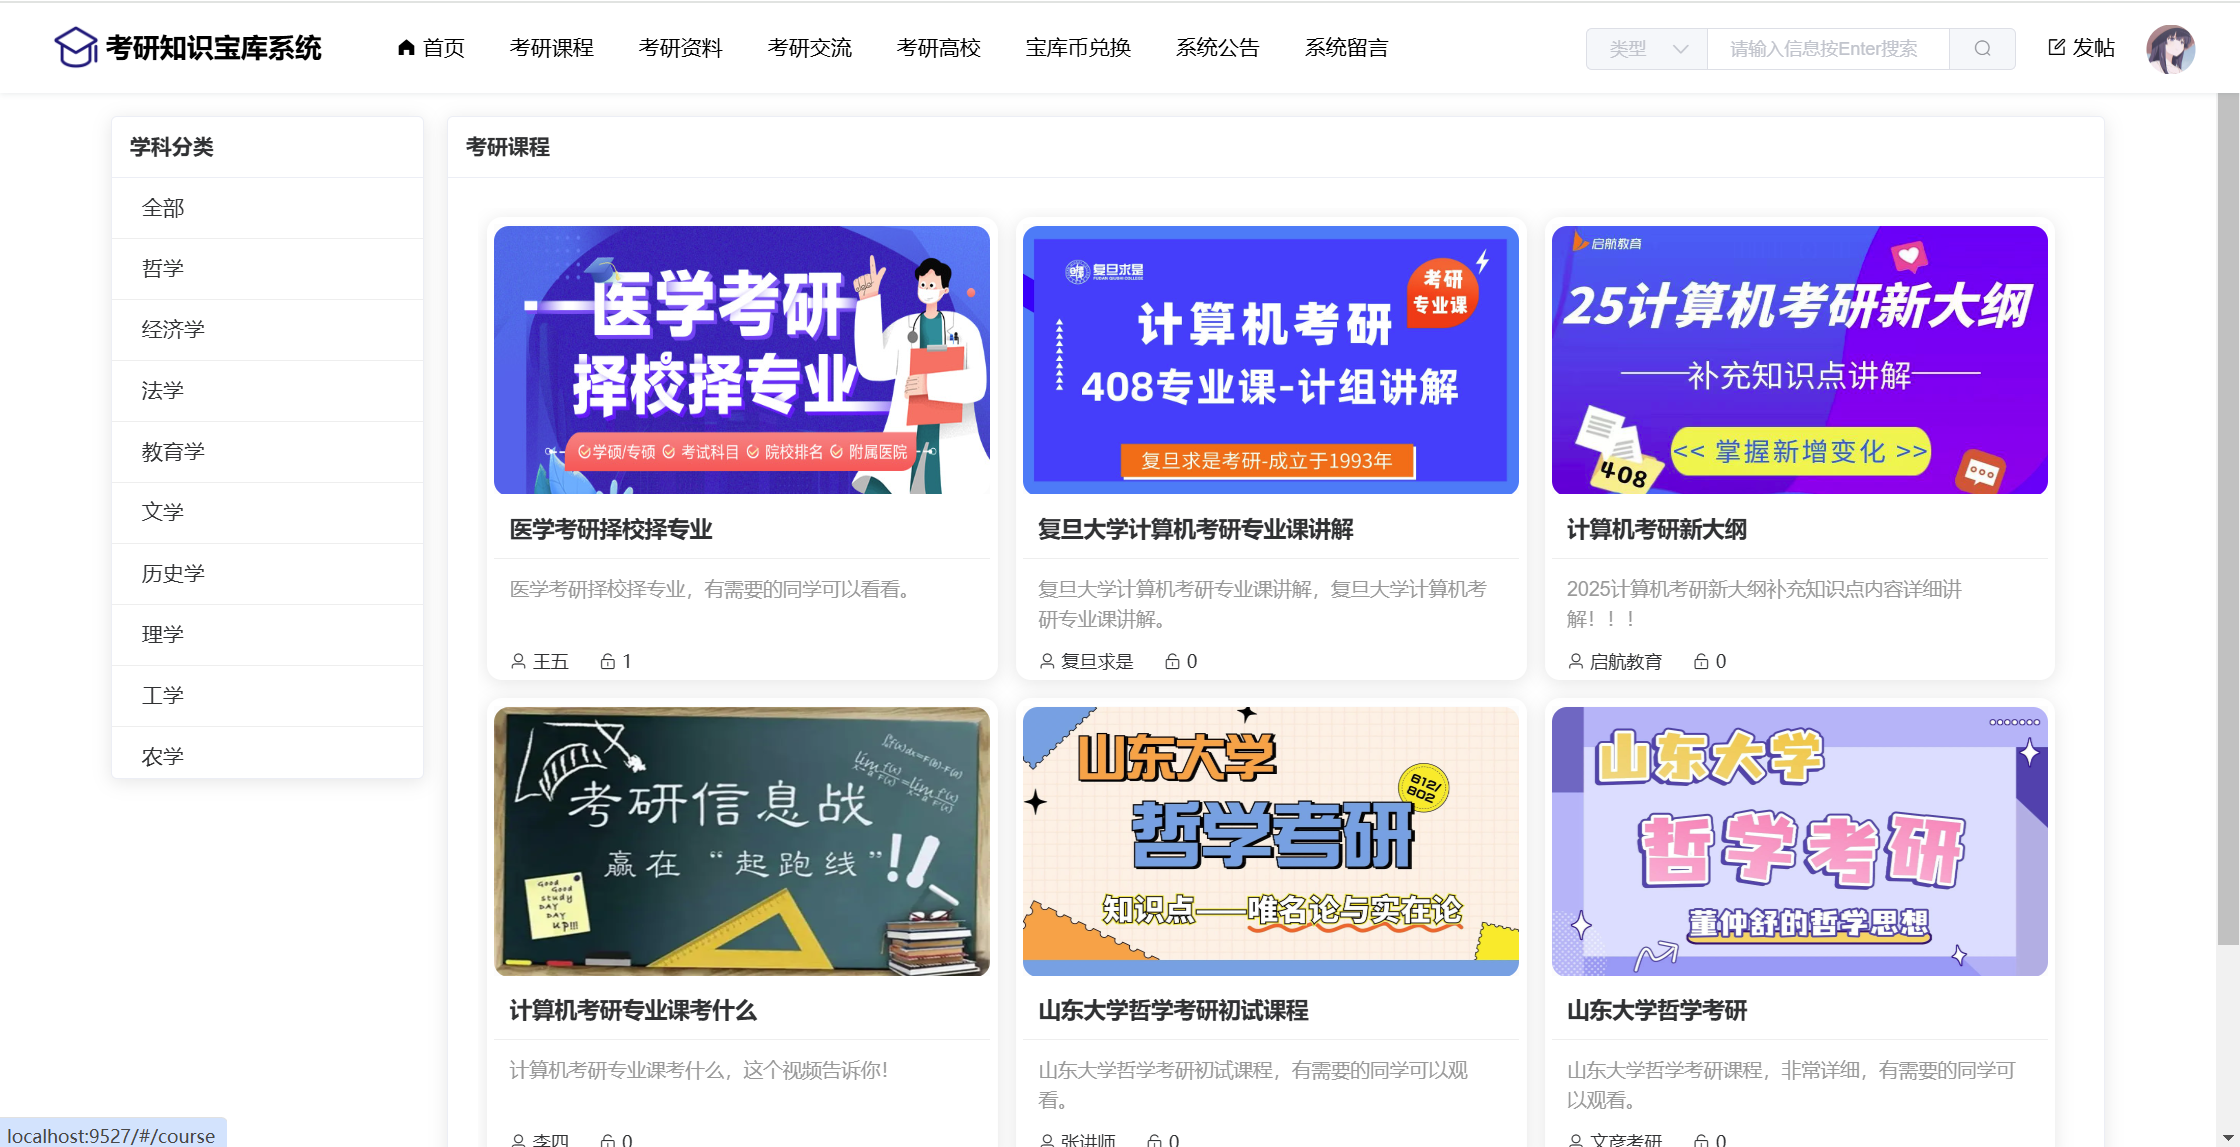 考研知识宝库系统
首页
考研课程
考研资料
考研交流
考研高校
宝库币兑换
系统公告
系统留言
类型
请输入信息按Enter搜索
发帖
学科分类
全部
哲学
经济学
法学
教育学
文学
历史学
理学
工学
农学
考研课程
医学考研
择校择专业
学硕/专硕 考试科目 院校排名 附属医院
医学考研择校择专业
医学考研择校择专业，有需要的同学可以看看。
王五 1
复旦求是
考研
专业课
计算机考研
408专业课-计组讲解
复旦求是考研-成立于1993年
复旦大学计算机考研专业课讲解
复旦大学计算机考研专业课讲解，复旦大学计算机考
研专业课讲解。
复旦求是 0
启航教育
25计算机考研新大纲
补充知识点讲解
<< 掌握新增变化 >>
408
计算机考研新大纲
2025计算机考研新大纲补充知识点内容详细讲
解！！！
启航教育 0
考研信息战
赢在“起跑线”!!
GOOD
Good
study
DAY
DAY
UP!!!
计算机考研专业课考什么
计算机考研专业课考什么，这个视频告诉你！
李四 0
山东大学
812/
802
哲学考研
知识点——唯名论与实在论
山东大学哲学考研初试课程
山东大学哲学考研初试课程，有需要的同学可以观
看。
张讲师 0
山东大学
哲学考研
董仲舒的哲学思想
山东大学哲学考研
山东大学哲学考研课程，非常详细，有需要的同学可
以观看。
文彦考研 0
localhost:9527/#/course